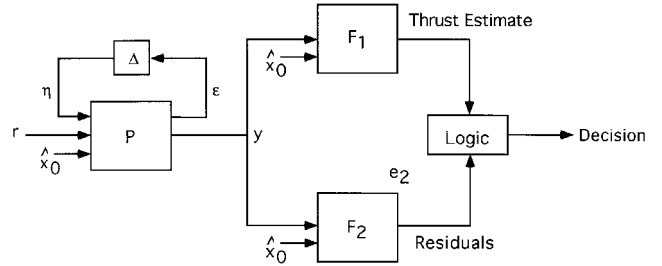 F1
Thrust Estimate
x̂0
Δ
η
ε
r
P
y
Logic
Decision
x̂0
e2
F2
x̂0
Residuals